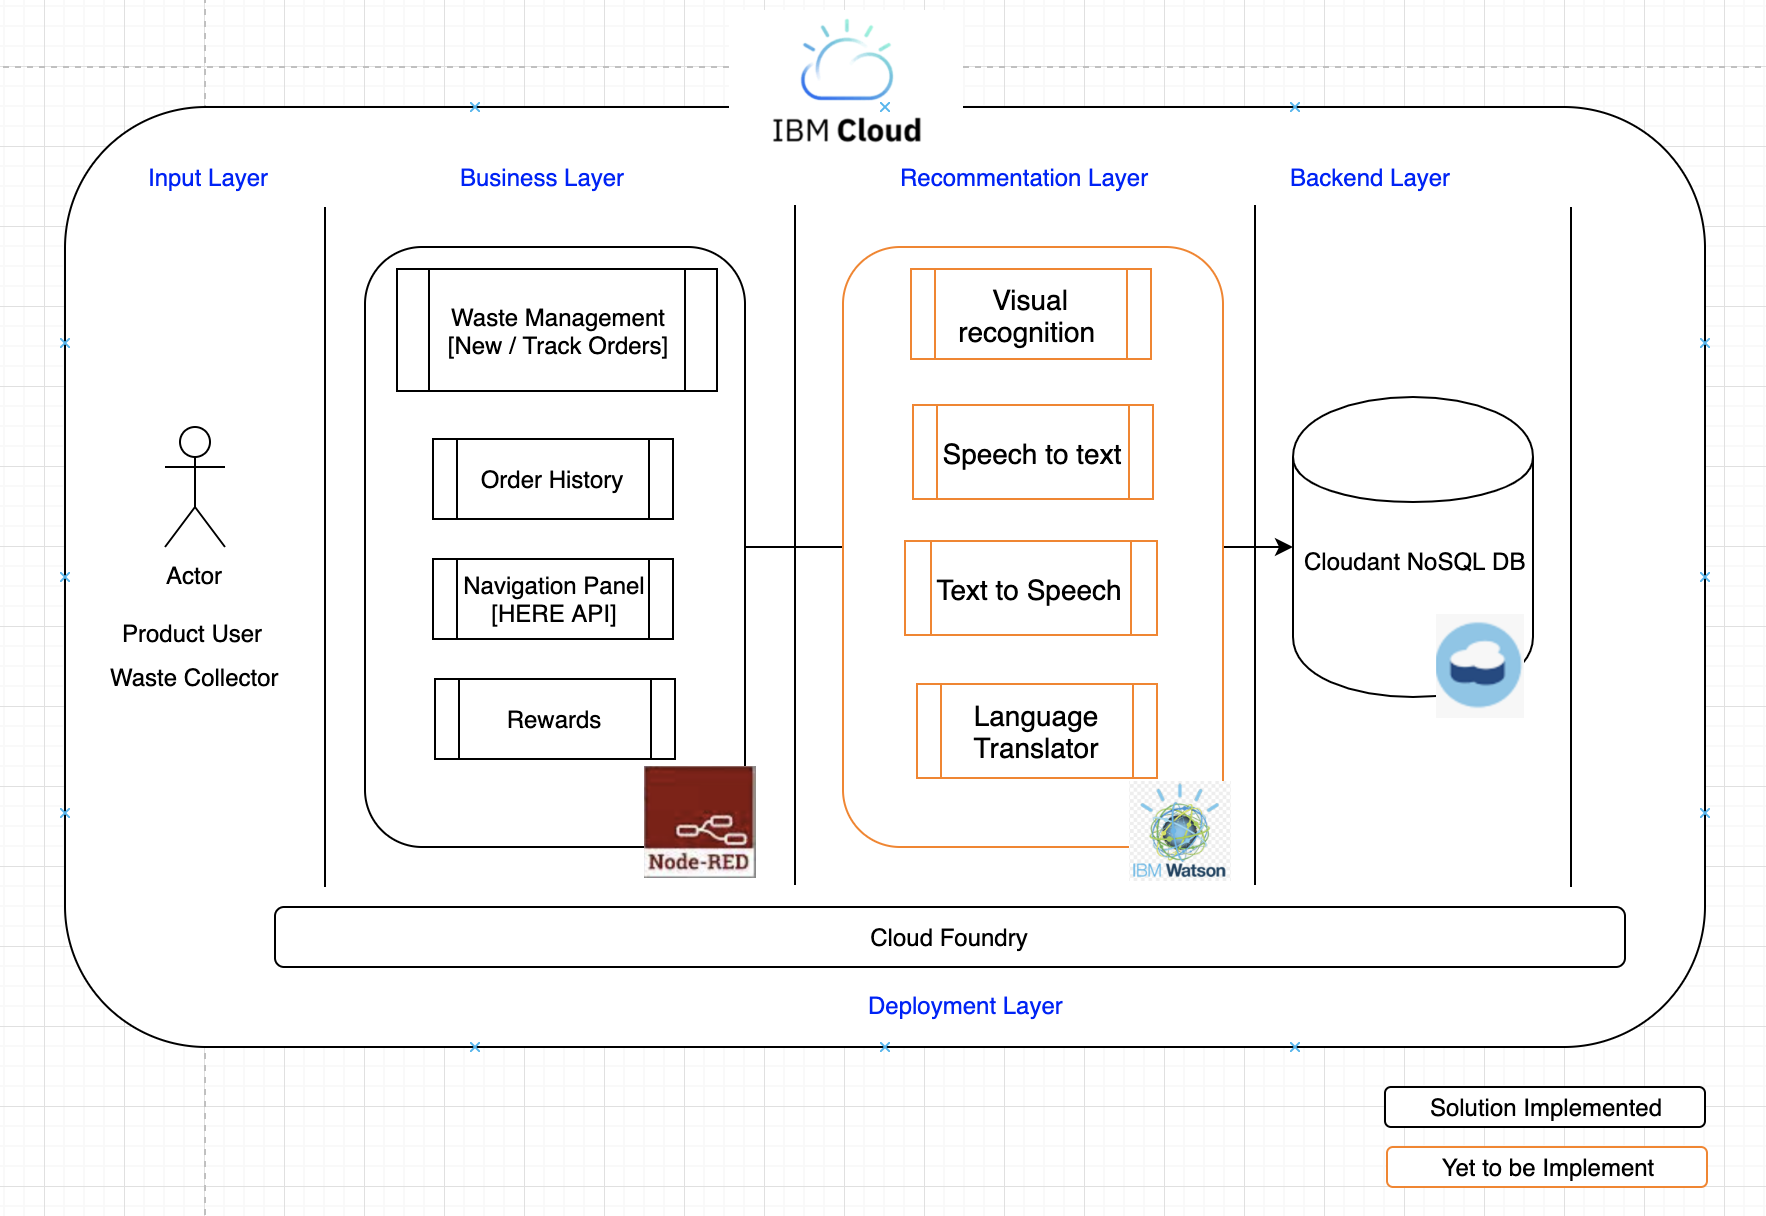 IBM Cloud
Input Layer
Business Layer
Recommentation Layer
Backend Layer
Waste Management
[New / Track Orders]
Order History
Navigation Panel
[HERE API]
Rewards
Node-RED
Visual
recognition
Speech to text
Text to Speech
Language
Translator
IBM Watson
Cloudant NoSQL DB
Actor
Product User
Waste Collector
Cloud Foundry
Deployment Layer
Solution Implemented
Yet to be Implement